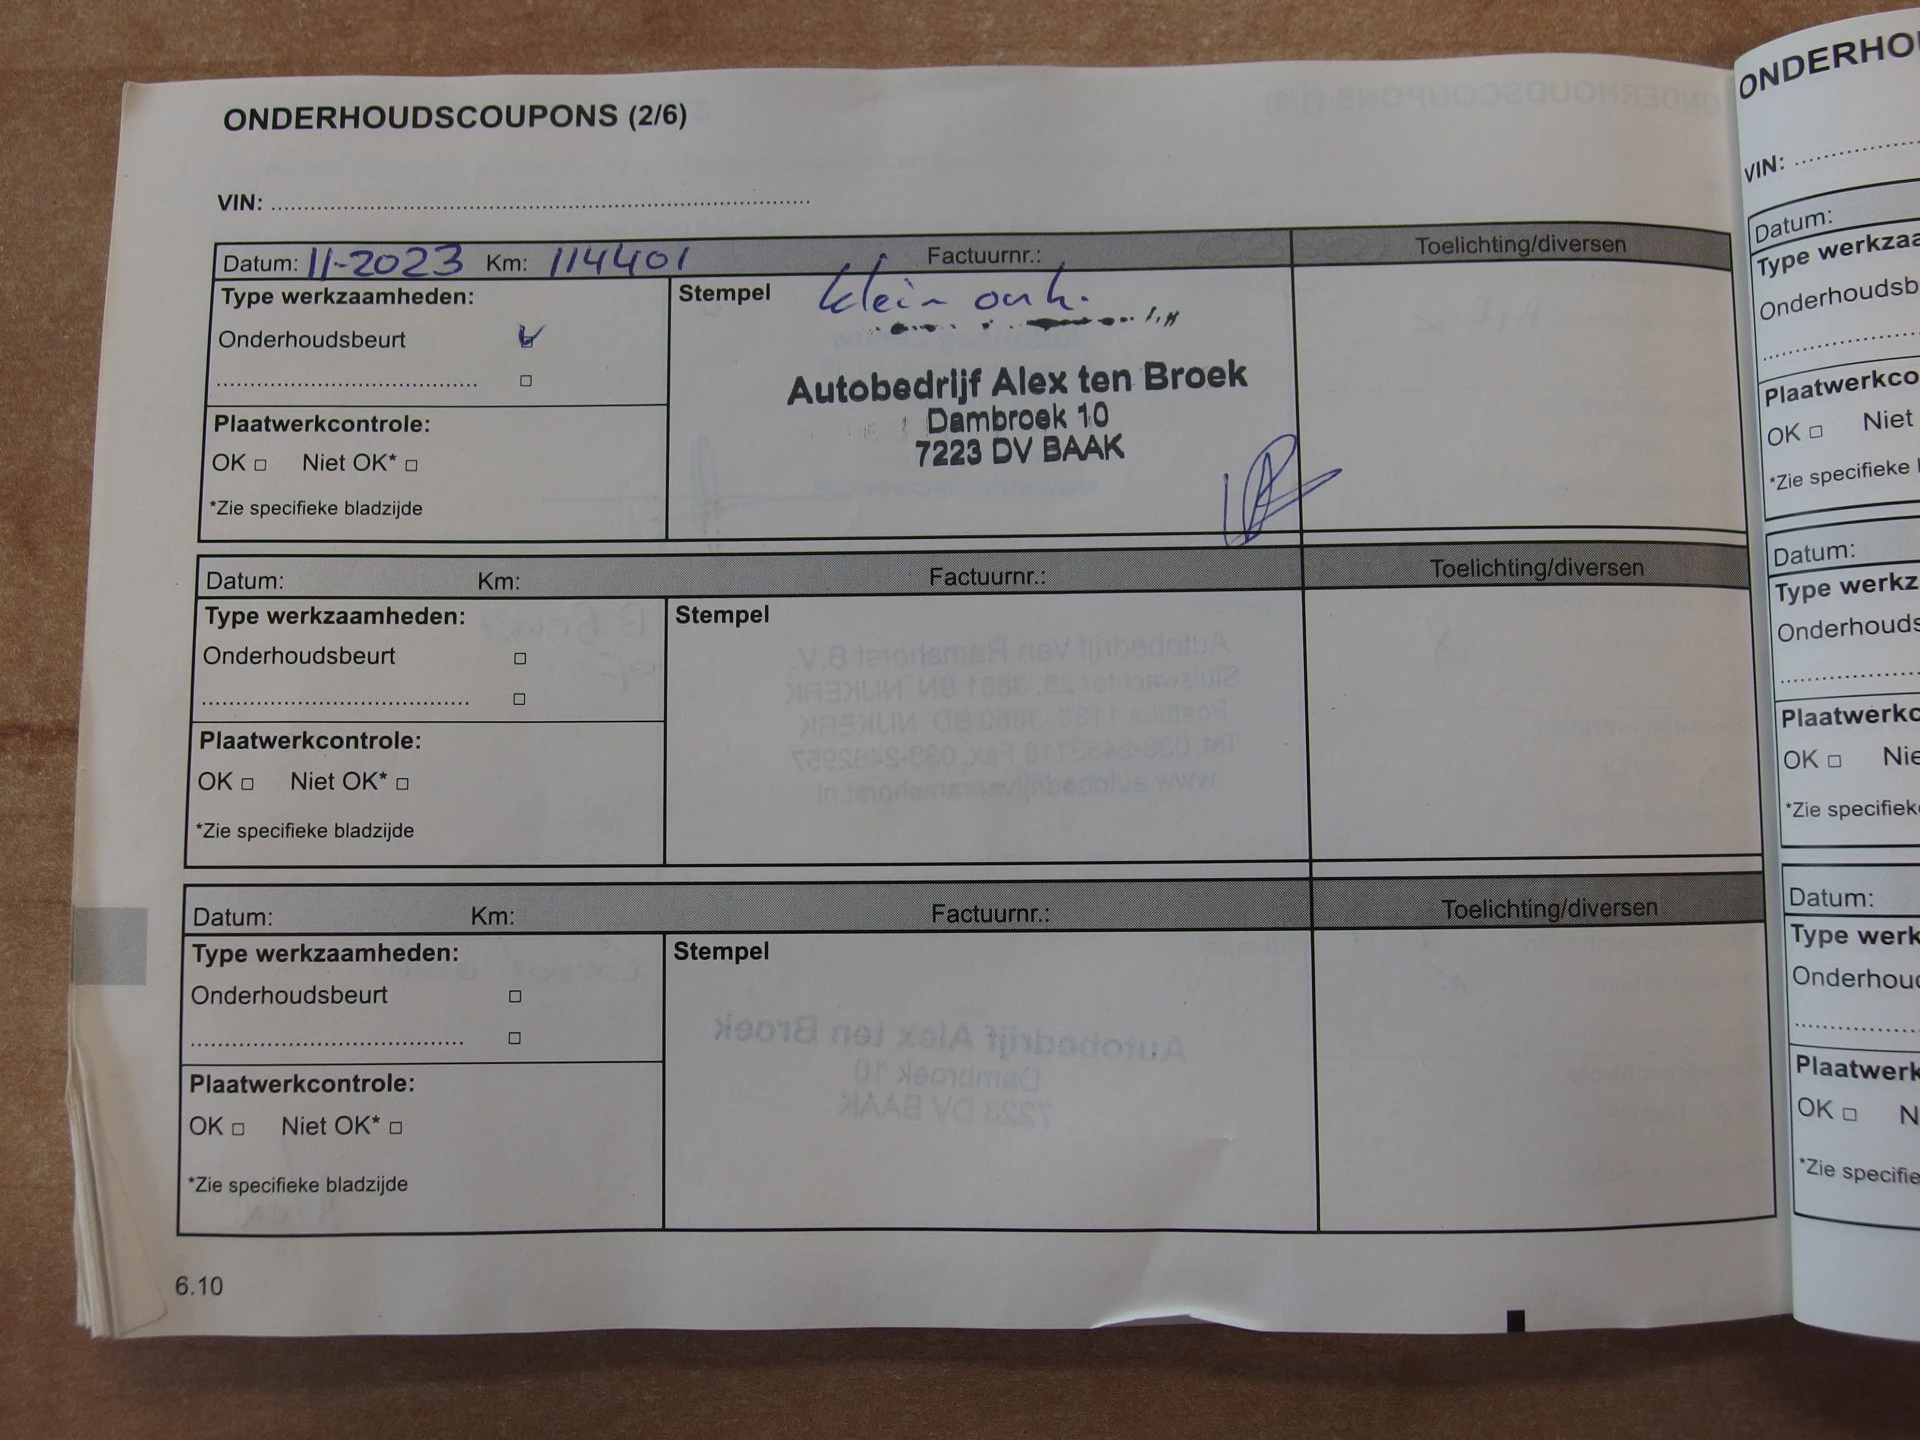 ONDERHOUDSCOUPONS (2/6)
VIN: ................................................................
Datum: 11-2023 Km: 114401 Factuurnr.: Toelichting/diversen
Type werkzaamheden:
Stempel klein onh.
Onderhoudsbeurt
Autobedrijf Alex ten Broek
Dambroek 10
7223 DV BAAK
Plaatwerkcontrole:
OK □ Niet OK* □
*Zie specifieke bladzijde
Datum: Km: Factuurnr.: Toelichting/diversen
Type werkzaamheden:
Stempel
Onderhoudsbeurt □
........................................ □
Plaatwerkcontrole:
OK □ Niet OK* □
*Zie specifieke bladzijde
Datum: Km: Factuurnr.: Toelichting/diversen
Type werkzaamheden:
Stempel
Onderhoudsbeurt □
........................................ □
Plaatwerkcontrole:
OK □ Niet OK* □
*Zie specifieke bladzijde
6.10
ONDERHO
VIN:
Datum:
Type werkzaa
Onderhoudsb
Plaatwerkco
OK □ Niet
*Zie specifieke
Datum:
Type werkz
Onderhouds
Plaatwerkc
OK □ Nie
*Zie specifiek
Datum:
Type werk
Onderhou
Plaatwerk
OK □ N
*Zie specifie